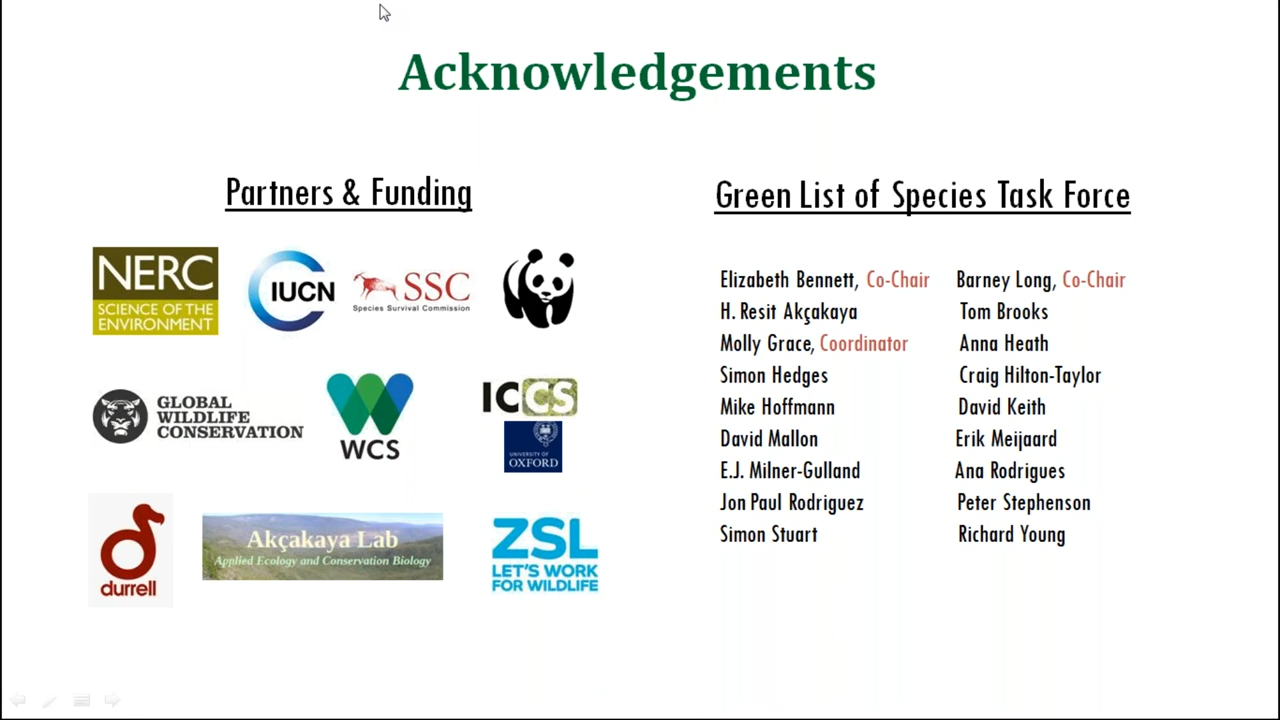 Acknowledgements
Partners & Funding
NERC
SCIENCE OF THE
ENVIRONMENT
IUCN
SSC
Species Survival Commission
GLOBAL
WILDLIFE
CONSERVATION
WCS
ICCS
UNIVERSITY OF
OXFORD
durrell
Akçakaya Lab
Applied Ecology and Conservation Biology
ZSL
LET'S WORK
FOR WILDLIFE
Green List of Species Task Force
Elizabeth Bennett, Co-Chair
H. Resit Akçakaya
Molly Grace, Coordinator
Simon Hedges
Mike Hoffmann
David Mallon
E.J. Milner-Gulland
Jon Paul Rodriguez
Simon Stuart
Barney Long, Co-Chair
Tom Brooks
Anna Heath
Craig Hilton-Taylor
David Keith
Erik Meijaard
Ana Rodrigues
Peter Stephenson
Richard Young